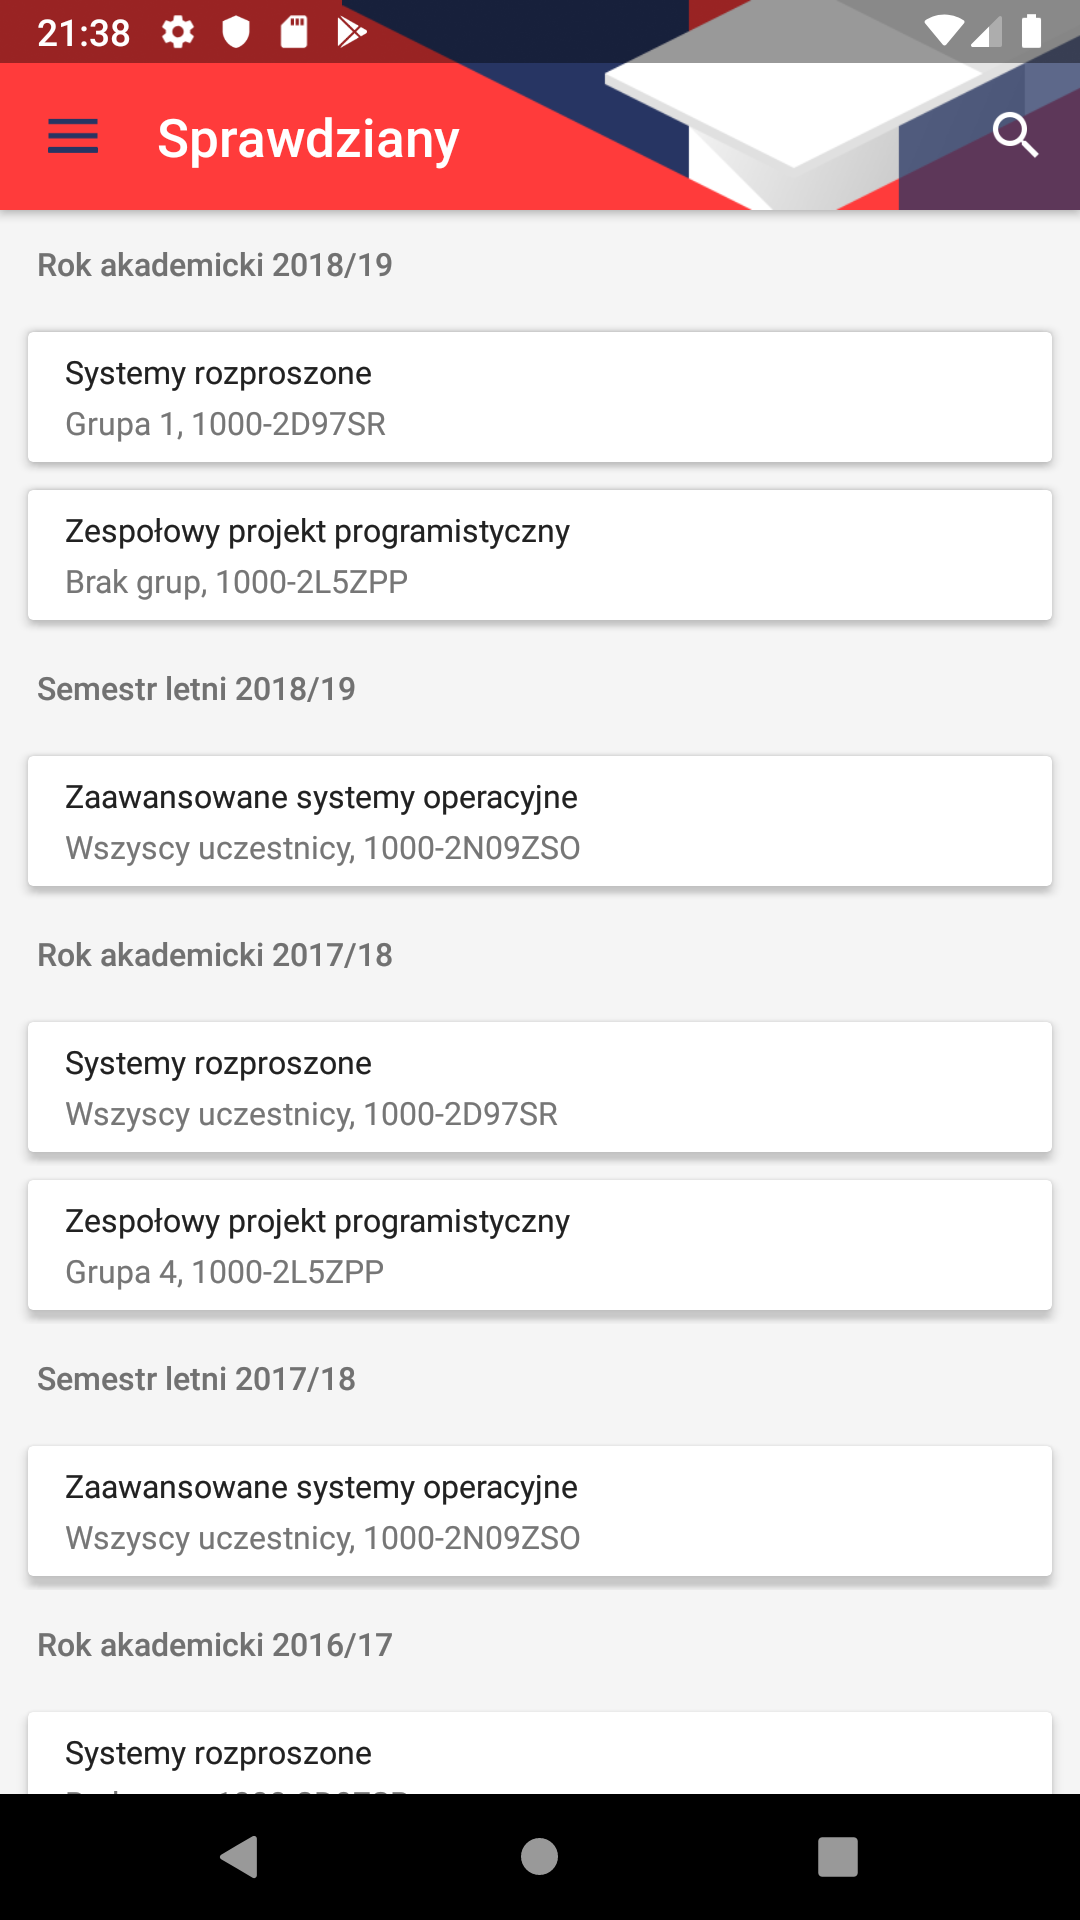 21:38
Sprawdziany
Rok akademicki 2018/19
Systemy rozproszone
Grupa 1, 1000-2D97SR
Zespołowy projekt programistyczny
Brak grup, 1000-2L5ZPP
Semestr letni 2018/19
Zaawansowane systemy operacyjne
Wszyscy uczestnicy, 1000-2N09ZSO
Rok akademicki 2017/18
Systemy rozproszone
Wszyscy uczestnicy, 1000-2D97SR
Zespołowy projekt programistyczny
Grupa 4, 1000-2L5ZPP
Semestr letni 2017/18
Zaawansowane systemy operacyjne
Wszyscy uczestnicy, 1000-2N09ZSO
Rok akademicki 2016/17
Systemy rozproszone